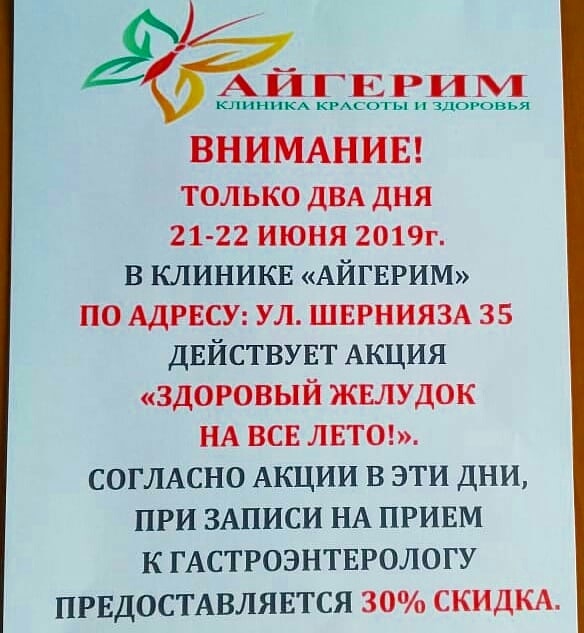 АЙГЕРИМ
КЛИНИКА КРАСОТЫ И ЗДОРОВЬЯ
ВНИМАНИЕ!
ТОЛЬКО ДВА ДНЯ
21-22 ИЮНЯ 2019г.
В КЛИНИКЕ «АЙГЕРИМ»
ПО АДРЕСУ: УЛ. ШЕРНИЯЗА 35
ДЕЙСТВУЕТ АКЦИЯ
«ЗДОРОВЫЙ ЖЕЛУДОК
НА ВСЕ ЛЕТО!».
СОГЛАСНО АКЦИИ В ЭТИ ДНИ,
ПРИ ЗАПИСИ НА ПРИЕМ
К ГАСТРОЭНТЕРОЛОГУ
ПРЕДОСТАВЛЯЕТСЯ 30% СКИДКА.